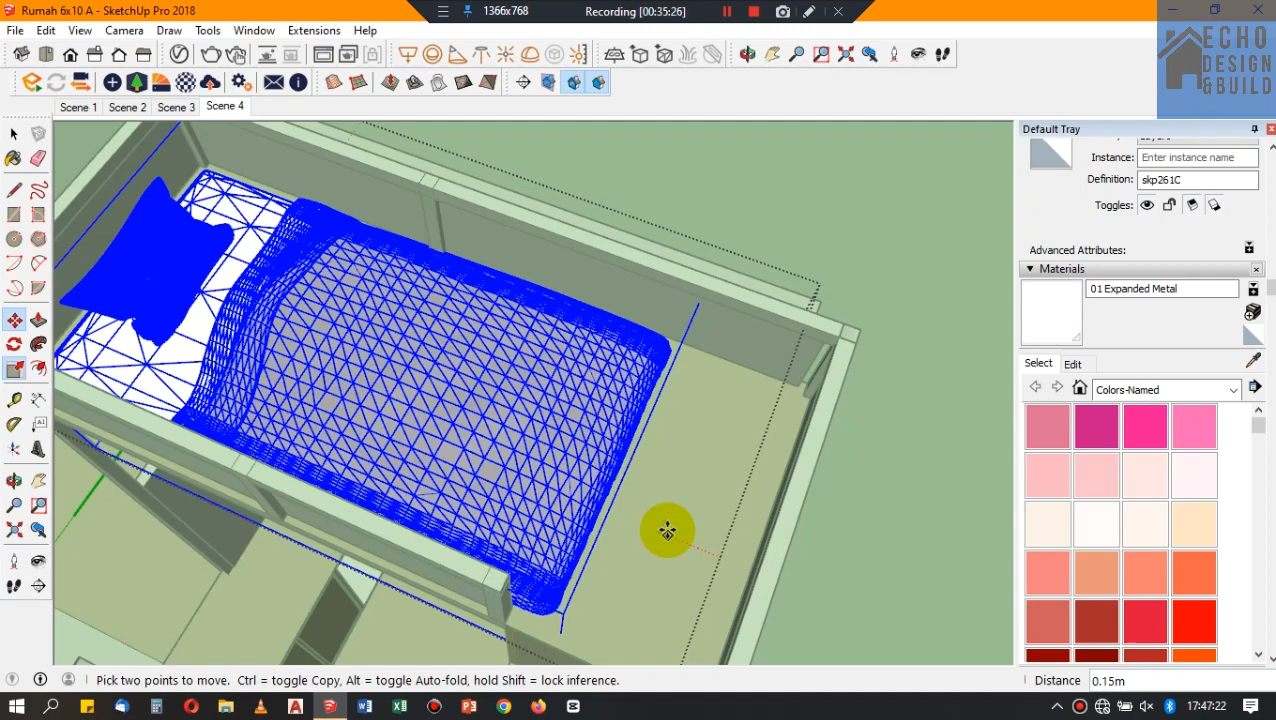 Rumah 6x10 A - SketchUp Pro 2018
1366x768
Recording [00:35:26]
File Edit View Camera Draw Tools Window Extensions Help
ECHO
DESIGN
&BUILD
Scene 1 Scene 2 Scene 3 Scene 4
Default Tray
Instance: Enter instance name
Definition: skp261C
Toggles:
Advanced Attributes:
Materials
01 Expanded Metal
Select Edit
Colors-Named
Pick two points to move. Ctrl = toggle Copy, Alt = toggle Auto-fold, hold Shift = lock inference.
Distance 0.15m
17:47:22